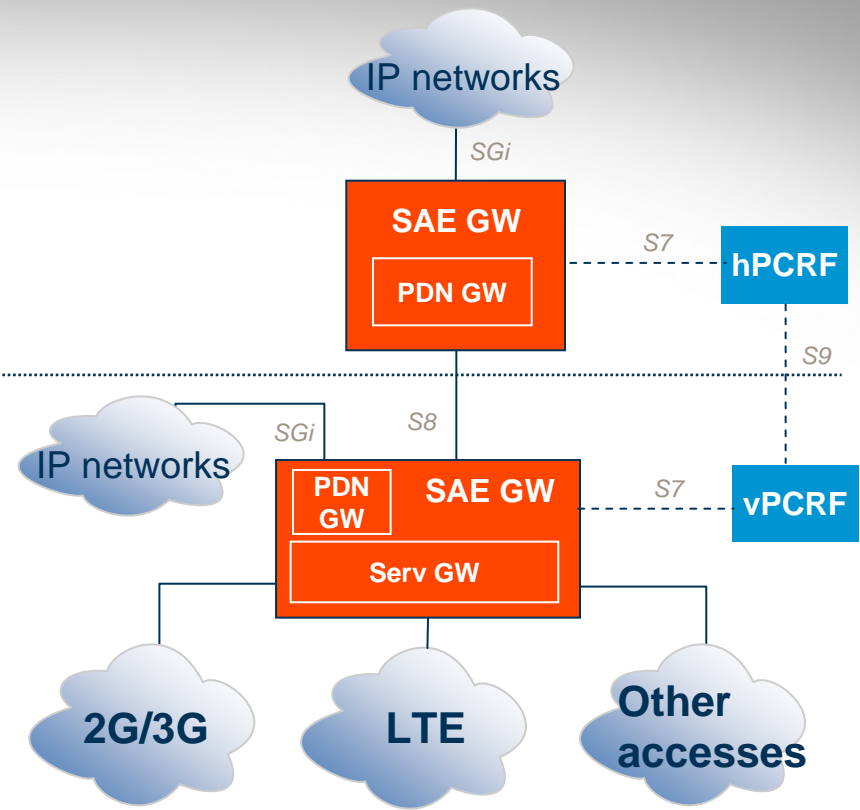 IP networks
SGi
SAE GW
S7
hPCRF
PDN GW
S9
S8
SGi
IP networks
PDN
GW
SAE GW
S7
vPCRF
Serv GW
2G/3G
LTE
Other
accesses